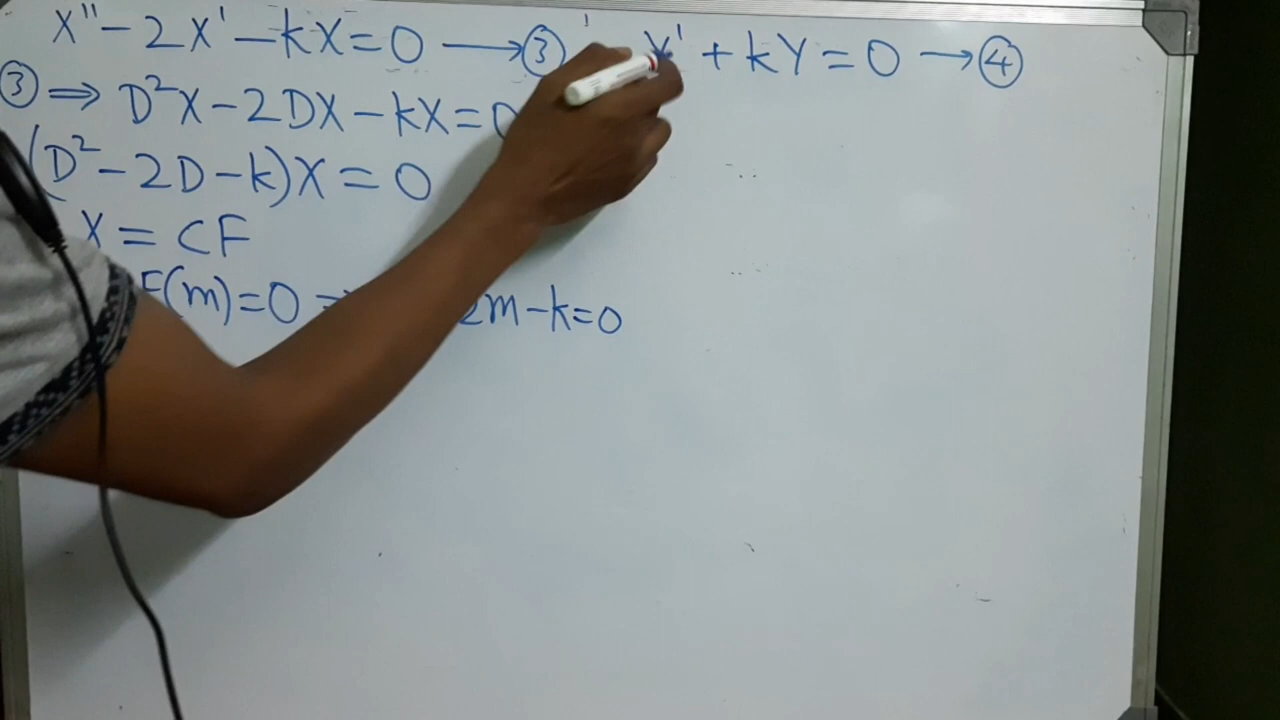 X'' - 2X' - kX = 0 ⟶ ③ ' Y' + kY = 0 ⟶ ④
③ ⟹ D²X - 2DX - kX = 0
(D² - 2D - k)X = 0
X = CF
F(m) = 0 2m - k = 0